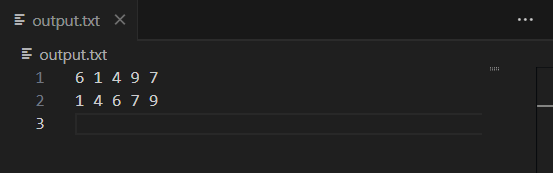 output.txt
output.txt
1 6 1 4 9 7
2 1 4 6 7 9
3